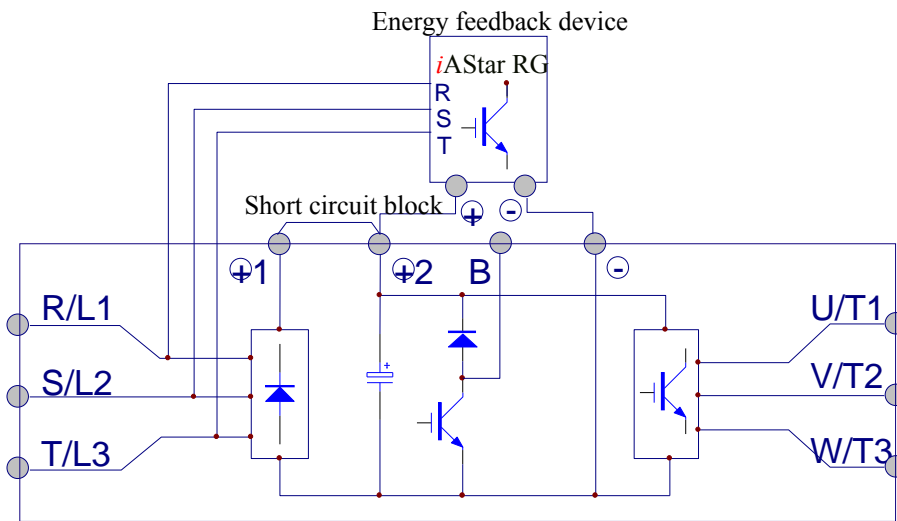 Energy feedback device
iAStar RG
R
S
T
Short circuit block
+ -
+1 +2 B -
R/L1
S/L2
T/L3
+
U/T1
V/T2
W/T3